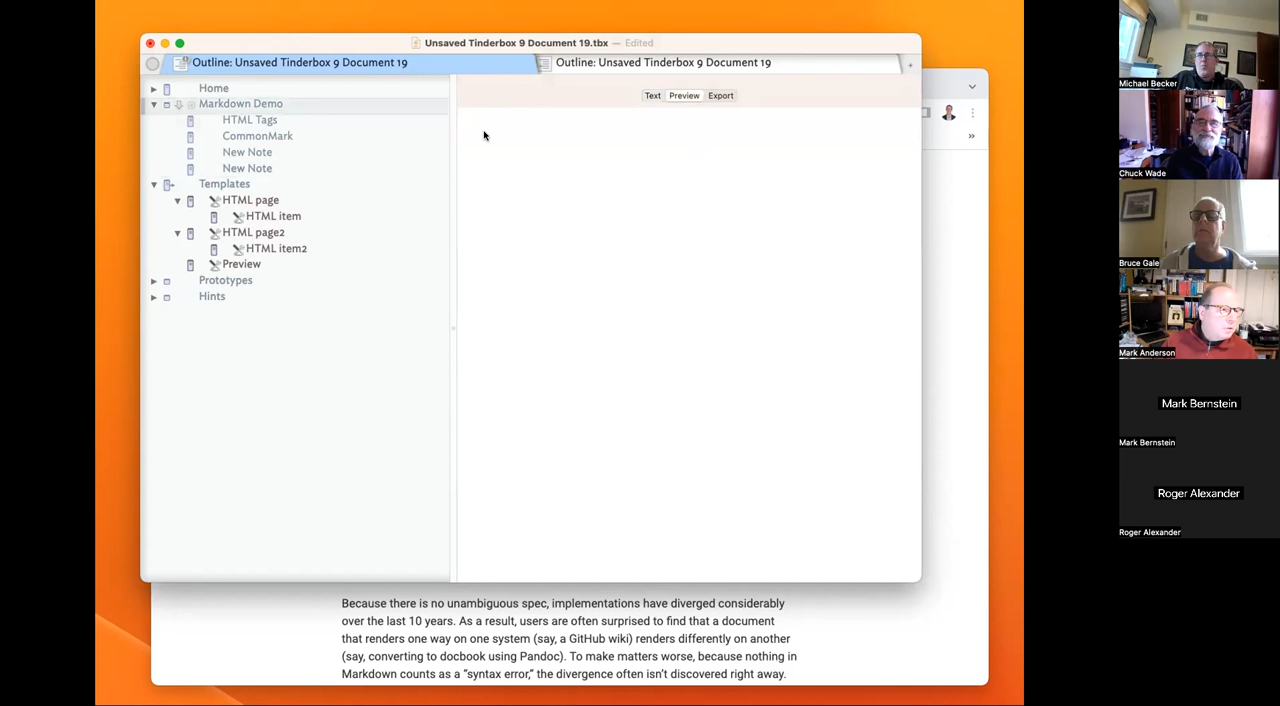 Unsaved Tinderbox 9 Document 19.tbx — Edited
Outline: Unsaved Tinderbox 9 Document 19
Outline: Unsaved Tinderbox 9 Document 19
+
Home
Markdown Demo
HTML Tags
CommonMark
New Note
New Note
Templates
HTML page
HTML item
HTML page2
HTML item2
Preview
Prototypes
Hints
Text Preview Export
»
Because there is no unambiguous spec, implementations have diverged considerably
over the last 10 years. As a result, users are often surprised to find that a document
that renders one way on one system (say, a GitHub wiki) renders differently on another
(say, converting to docbook using Pandoc). To make matters worse, because nothing in
Markdown counts as a “syntax error,” the divergence often isn't discovered right away.
Michael Becker
Chuck Wade
Bruce Gale
Mark Anderson
Mark Bernstein
Mark Bernstein
Roger Alexander
Roger Alexander